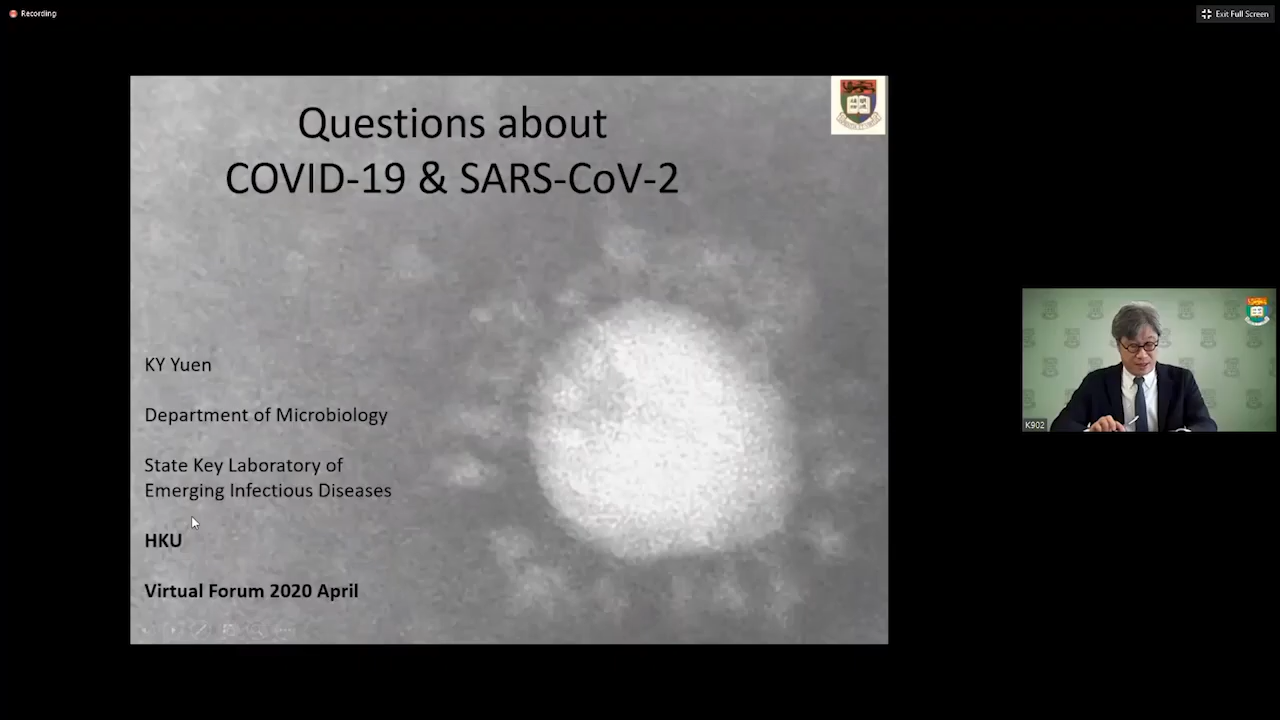 Recording
Exit Full Screen
Questions about
COVID-19 & SARS-CoV-2
KY Yuen
Department of Microbiology
State Key Laboratory of
Emerging Infectious Diseases
HKU
Virtual Forum 2020 April
K902